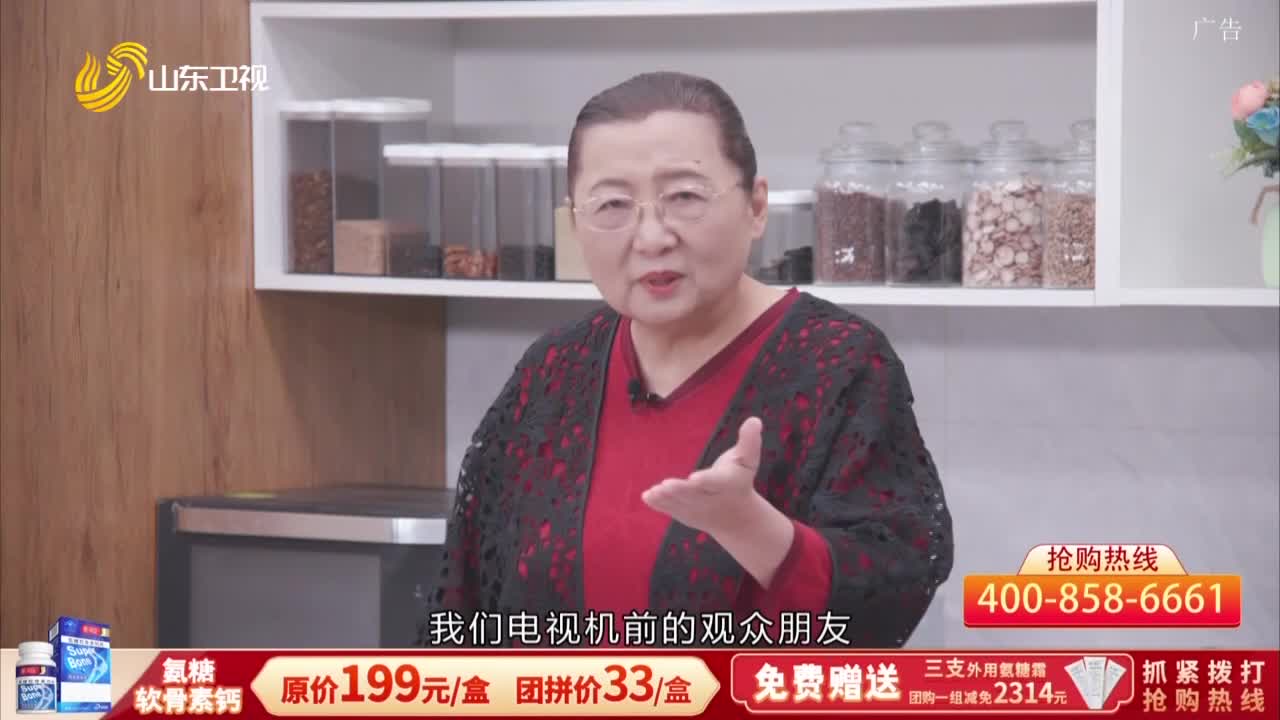 广告
山东卫视
抢购热线
400-858-6661
我们电视机前的观众朋友
Super
Bone
氨糖
软骨素钙
原价199元/盒 团拼价33/盒
免费赠送
三支外用氨糖霜
团购一组减免2314元
抓紧拨打
抢购热线